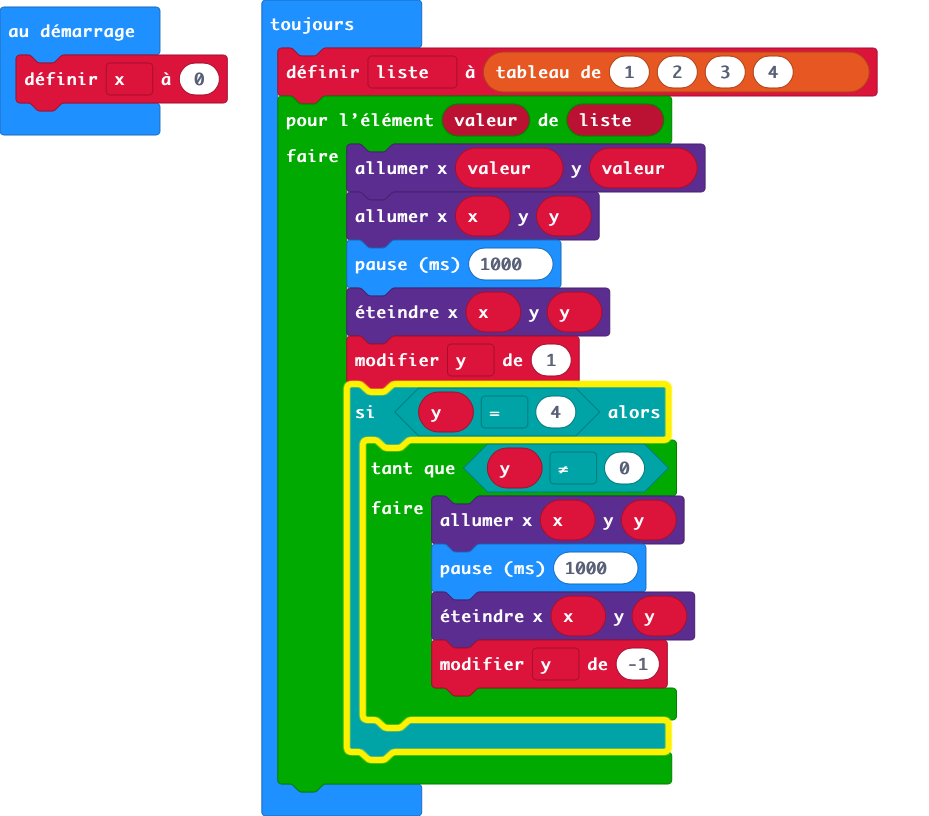 au démarrage
définir x à 0
toujours
définir liste à tableau de 1 2 3 4
pour l’élément valeur de liste
faire
allumer x valeur y valeur
allumer x x y y
pause (ms) 1000
éteindre x x y y
modifier y de 1
si y = 4 alors
tant que y ≠ 0
faire
allumer x x y y
pause (ms) 1000
éteindre x x y y
modifier y de -1